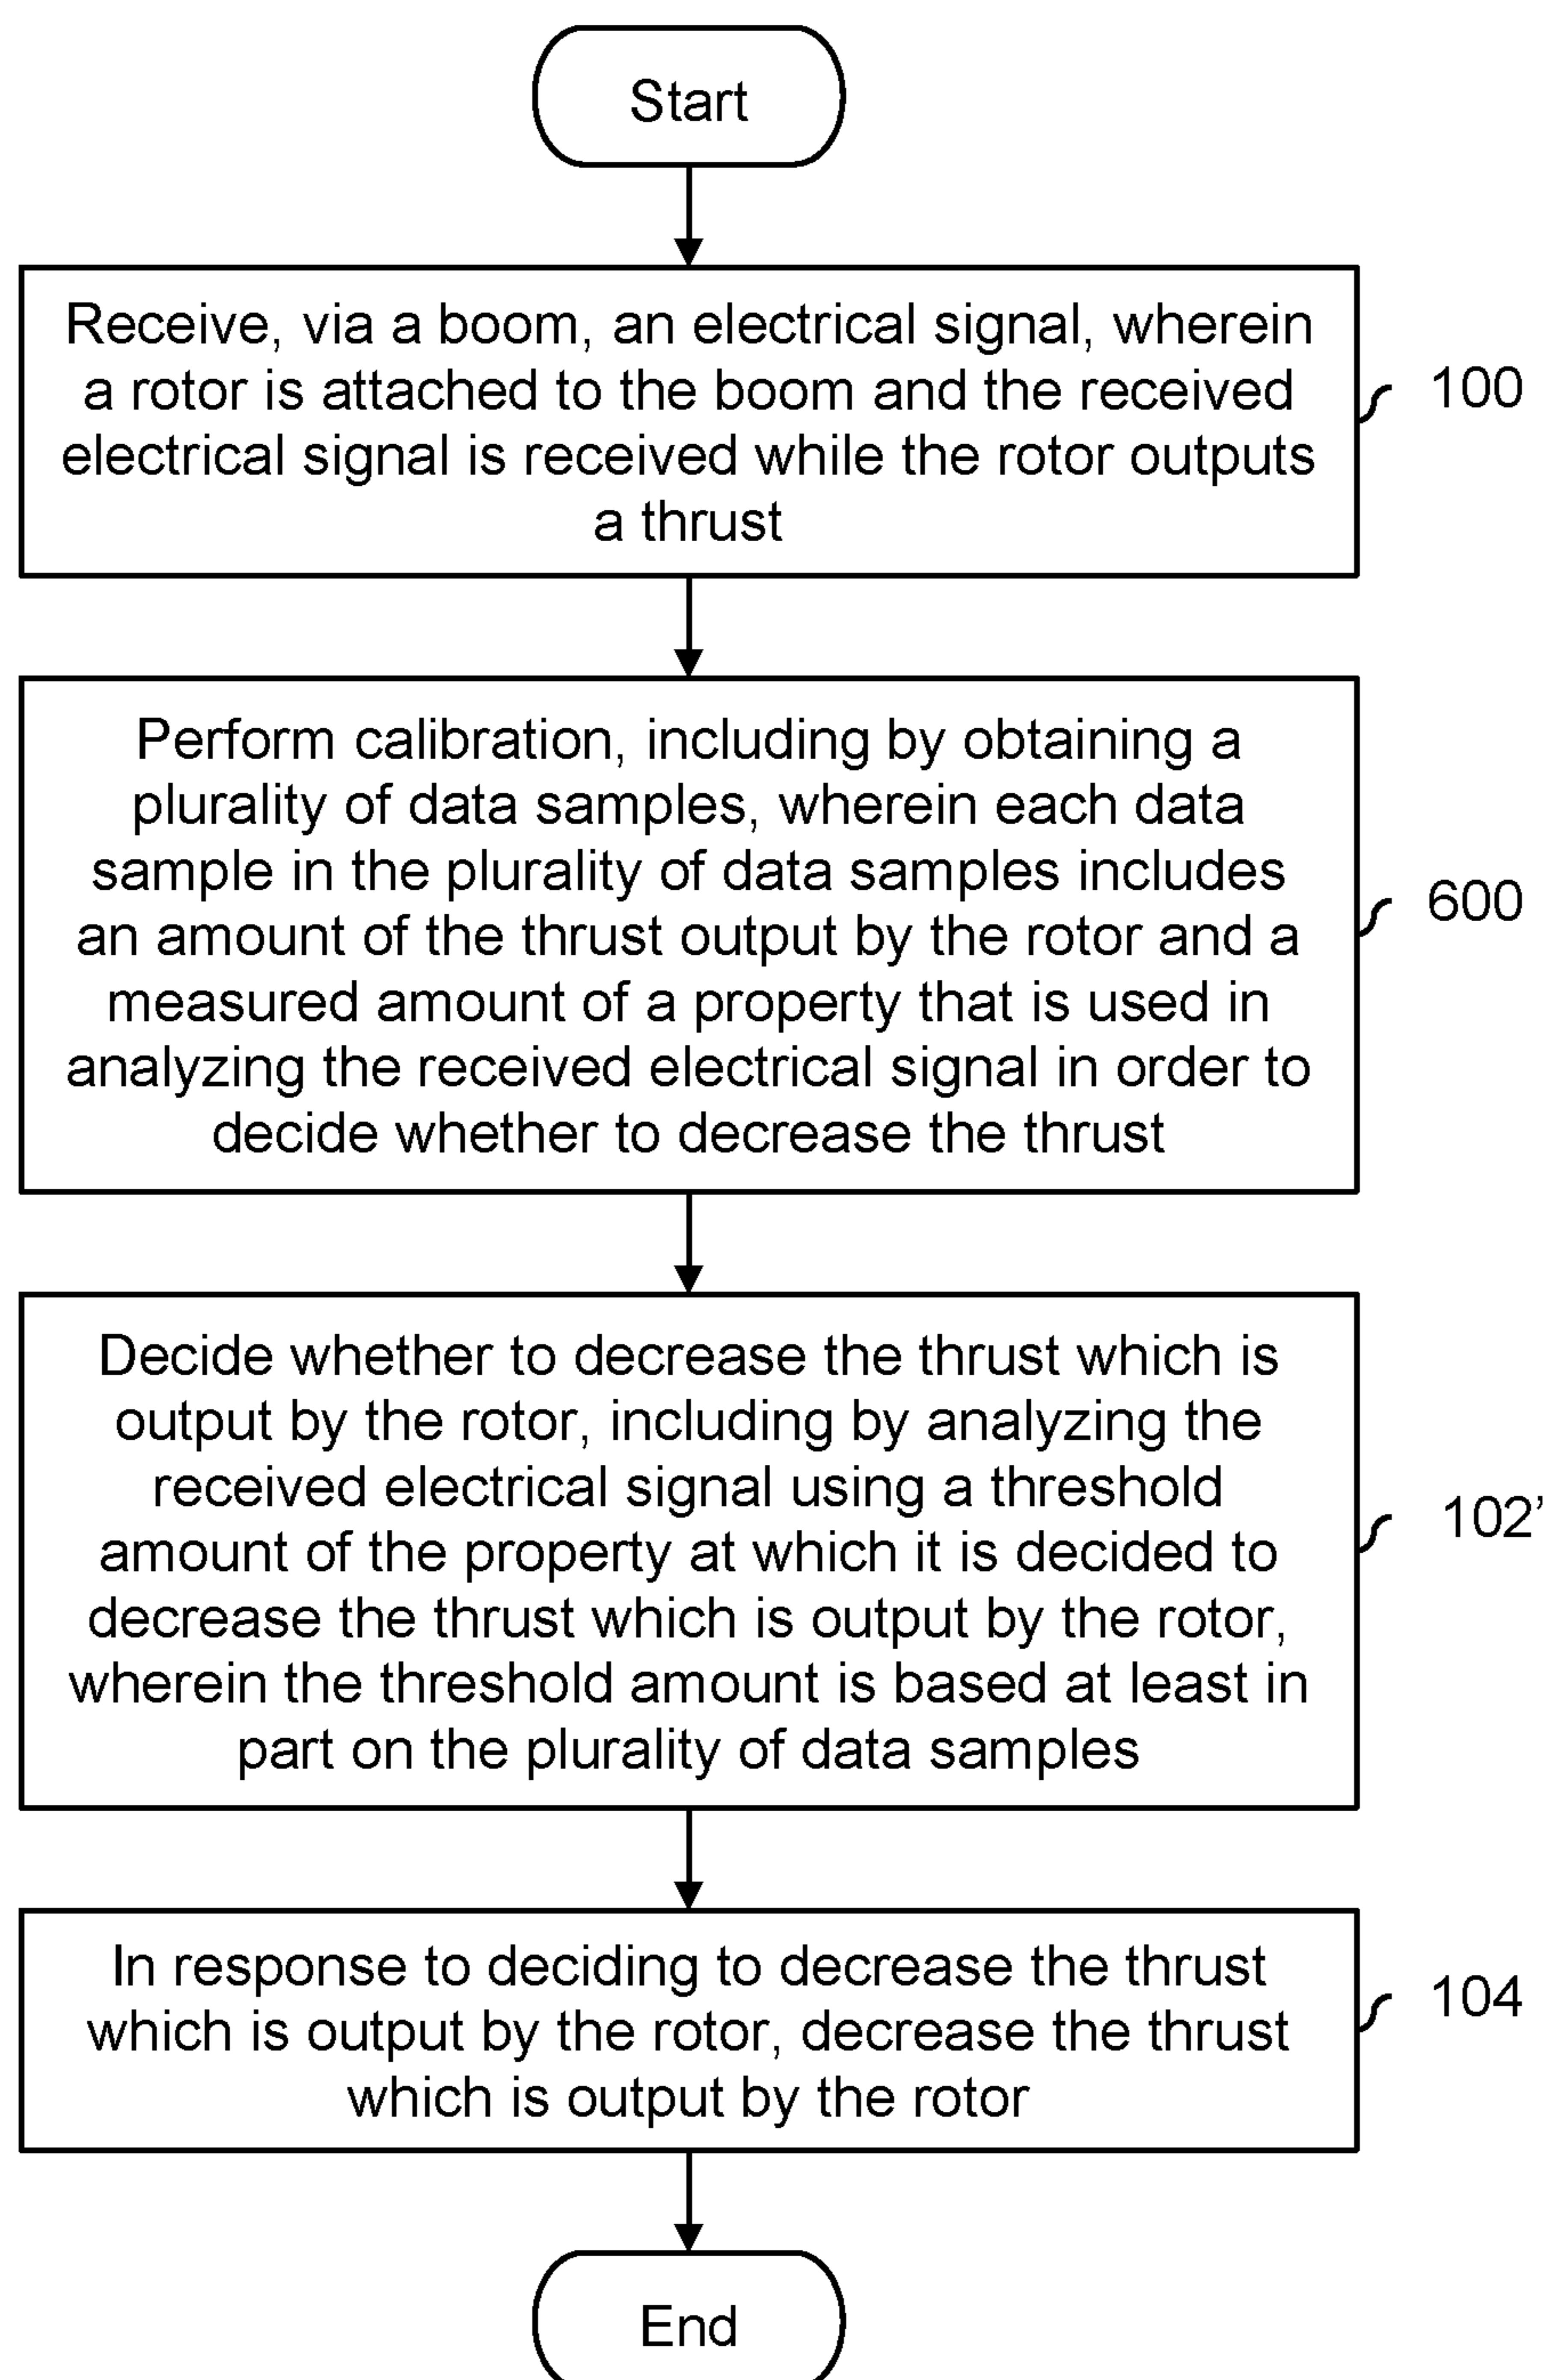 Start
Receive, via a boom, an electrical signal, wherein
a rotor is attached to the boom and the received
electrical signal is received while the rotor outputs
a thrust
100
Perform calibration, including by obtaining a
plurality of data samples, wherein each data
sample in the plurality of data samples includes
an amount of the thrust output by the rotor and a
measured amount of a property that is used in
analyzing the received electrical signal in order to
decide whether to decrease the thrust
600
Decide whether to decrease the thrust which is
output by the rotor, including by analyzing the
received electrical signal using a threshold
amount of the property at which it is decided to
decrease the thrust which is output by the rotor,
wherein the threshold amount is based at least in
part on the plurality of data samples
102’
In response to deciding to decrease the thrust
which is output by the rotor, decrease the thrust
which is output by the rotor
104
End